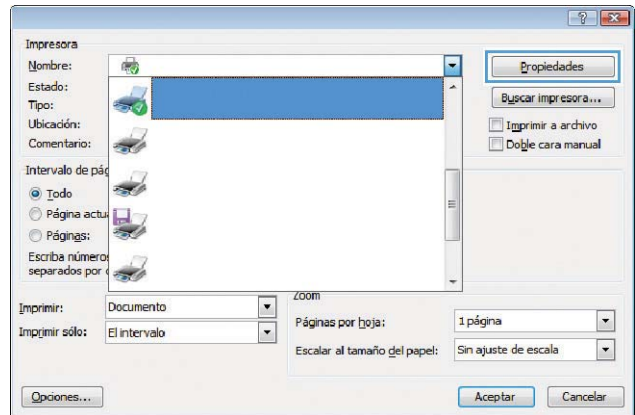 Impresora
Nombre:
Propiedades
Estado:
Tipo:
Buscar impresora...
Ubicación:
Imprimir a archivo
Comentario:
Doble cara manual
Intervalo de pág
Todo
Página actu
Páginas:
Escriba números
separados por
Imprimir:
Documento
Imprimir sólo:
El intervalo
Zoom
Páginas por hoja:
1 página
Escalar al tamaño del papel:
Sin ajuste de escala
Opciones...
Aceptar
Cancelar